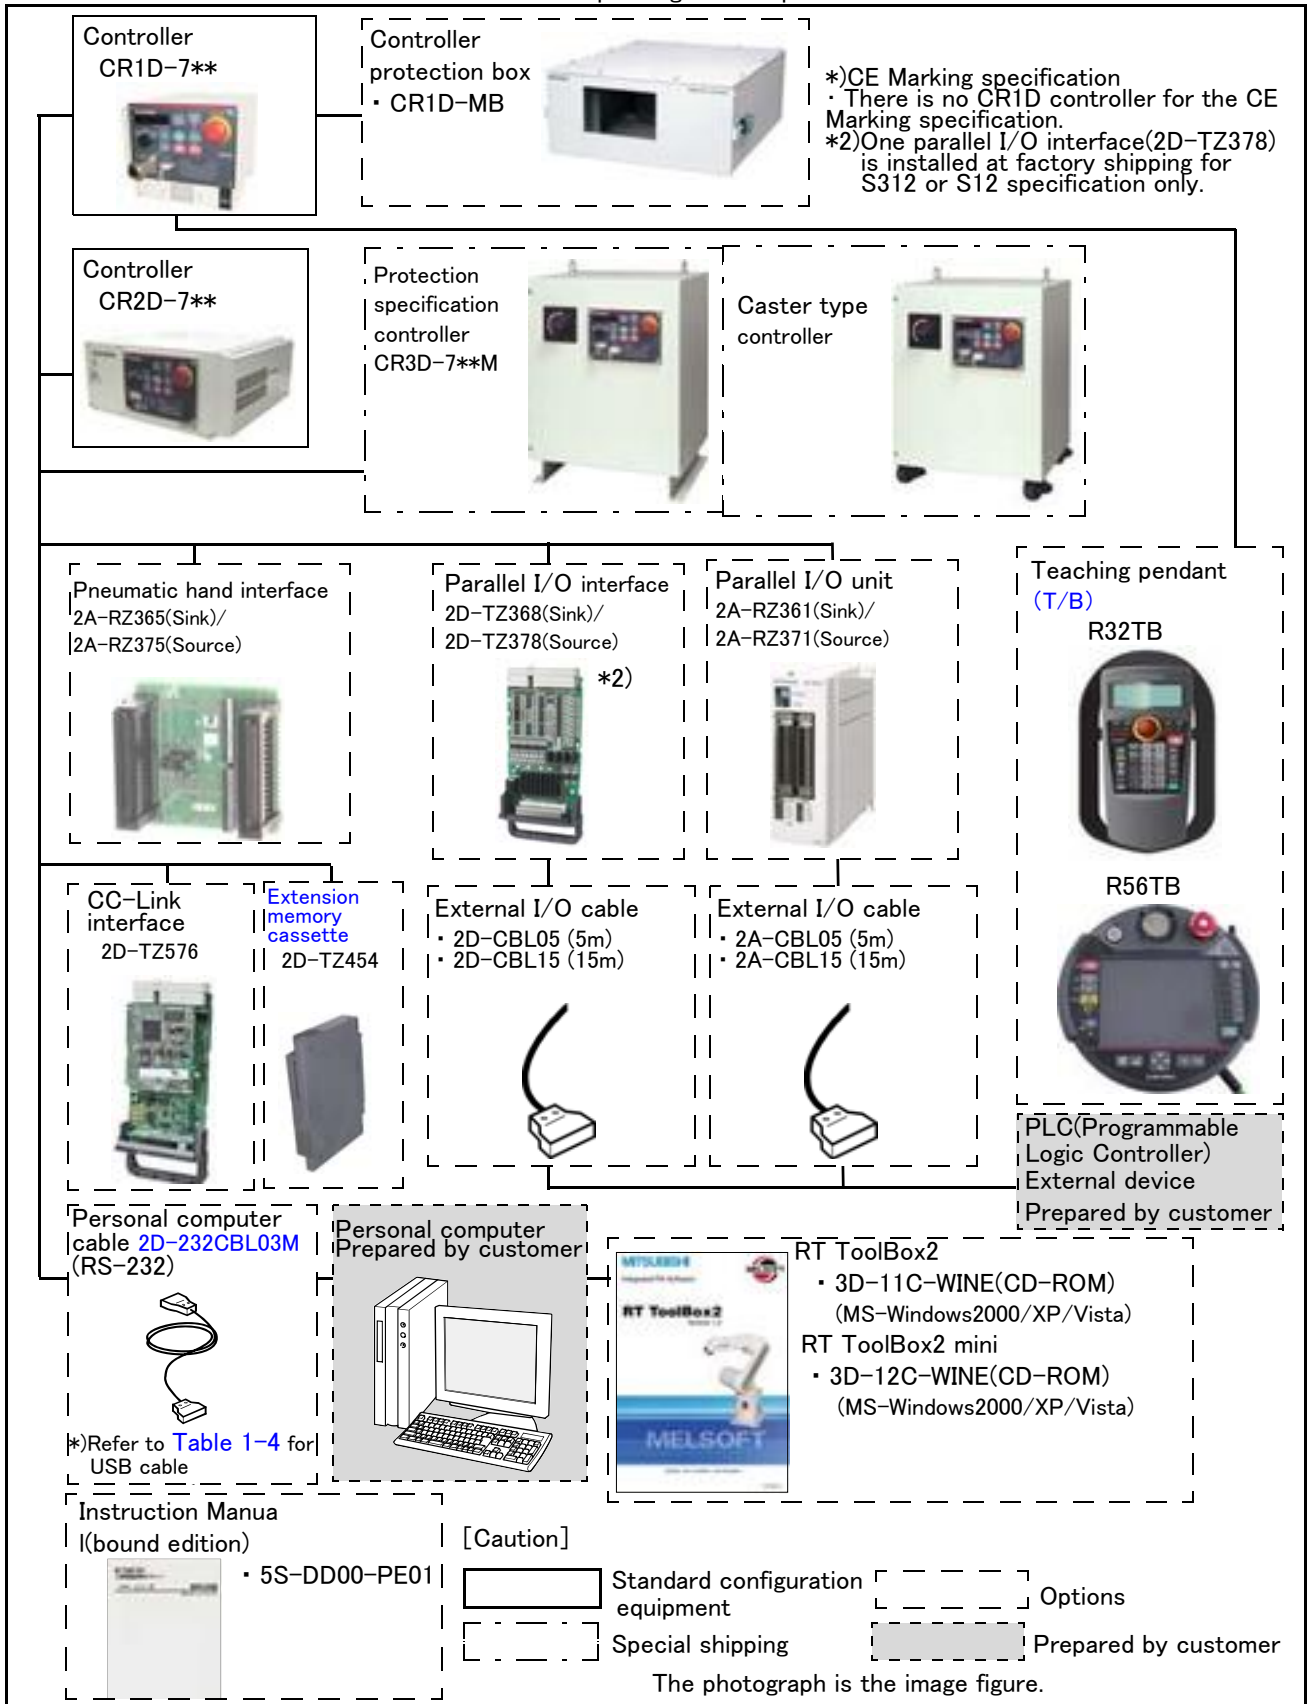 Controller
CR1D-7**
Controller
protection box
・CR1D-MB
*)CE Marking specification
・There is no CR1D controller for the CE
Marking specification.
*2)One parallel I/O interface(2D-TZ378)
is installed at factory shipping for
S312 or S12 specification only.
Controller
CR2D-7**
Protection
specification
controller
CR3D-7**M
Caster type
controller
Pneumatic hand interface
2A-RZ365(Sink)/
2A-RZ375(Source)
Parallel I/O interface
2D-TZ368(Sink)/
2D-TZ378(Source)
*2)
Parallel I/O unit
2A-RZ361(Sink)/
2A-RZ371(Source)
Teaching pendant
(T/B)
R32TB
R56TB
CC-Link
interface
2D-TZ576
Extension
memory
cassette
2D-TZ454
External I/O cable
・2D-CBL05 (5m)
・2D-CBL15 (15m)
External I/O cable
・2A-CBL05 (5m)
・2A-CBL15 (15m)
PLC(Programmable
Logic Controller)
External device
Prepared by customer
Personal computer
cable 2D-232CBL03M
(RS-232)
*)Refer to Table 1-4 for
USB cable
Personal computer
Prepared by customer
MITSUBISHI
RT ToolBox2
MELSOFT
RT ToolBox2
・3D-11C-WINE(CD-ROM)
(MS-Windows2000/XP/Vista)
RT ToolBox2 mini
・3D-12C-WINE(CD-ROM)
(MS-Windows2000/XP/Vista)
Instruction Manua
l(bound edition)
・5S-DD00-PE01
[Caution]
Standard configuration
equipment
Options
Special shipping
Prepared by customer
The photograph is the image figure.